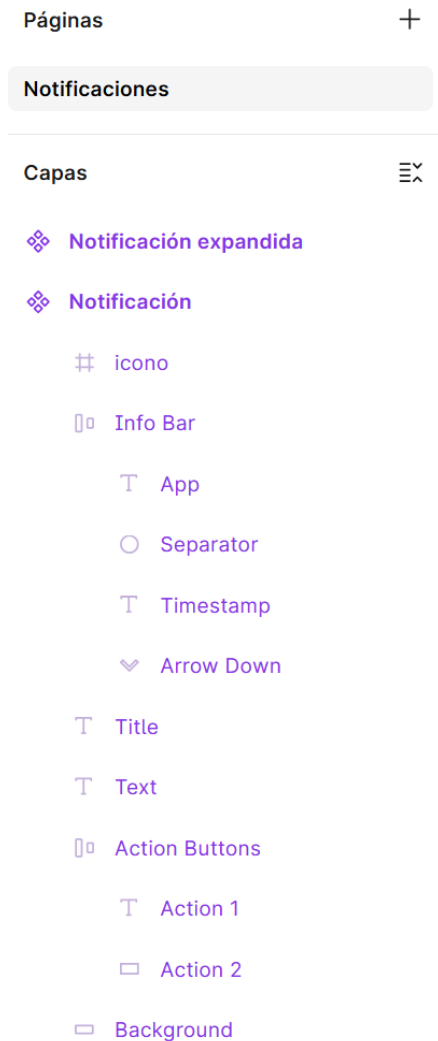 Páginas
Notificaciones
Capas
Notificación expandida
Notificación
icono
Info Bar
App
Separator
Timestamp
Arrow Down
Title
Text
Action Buttons
Action 1
Action 2
Background